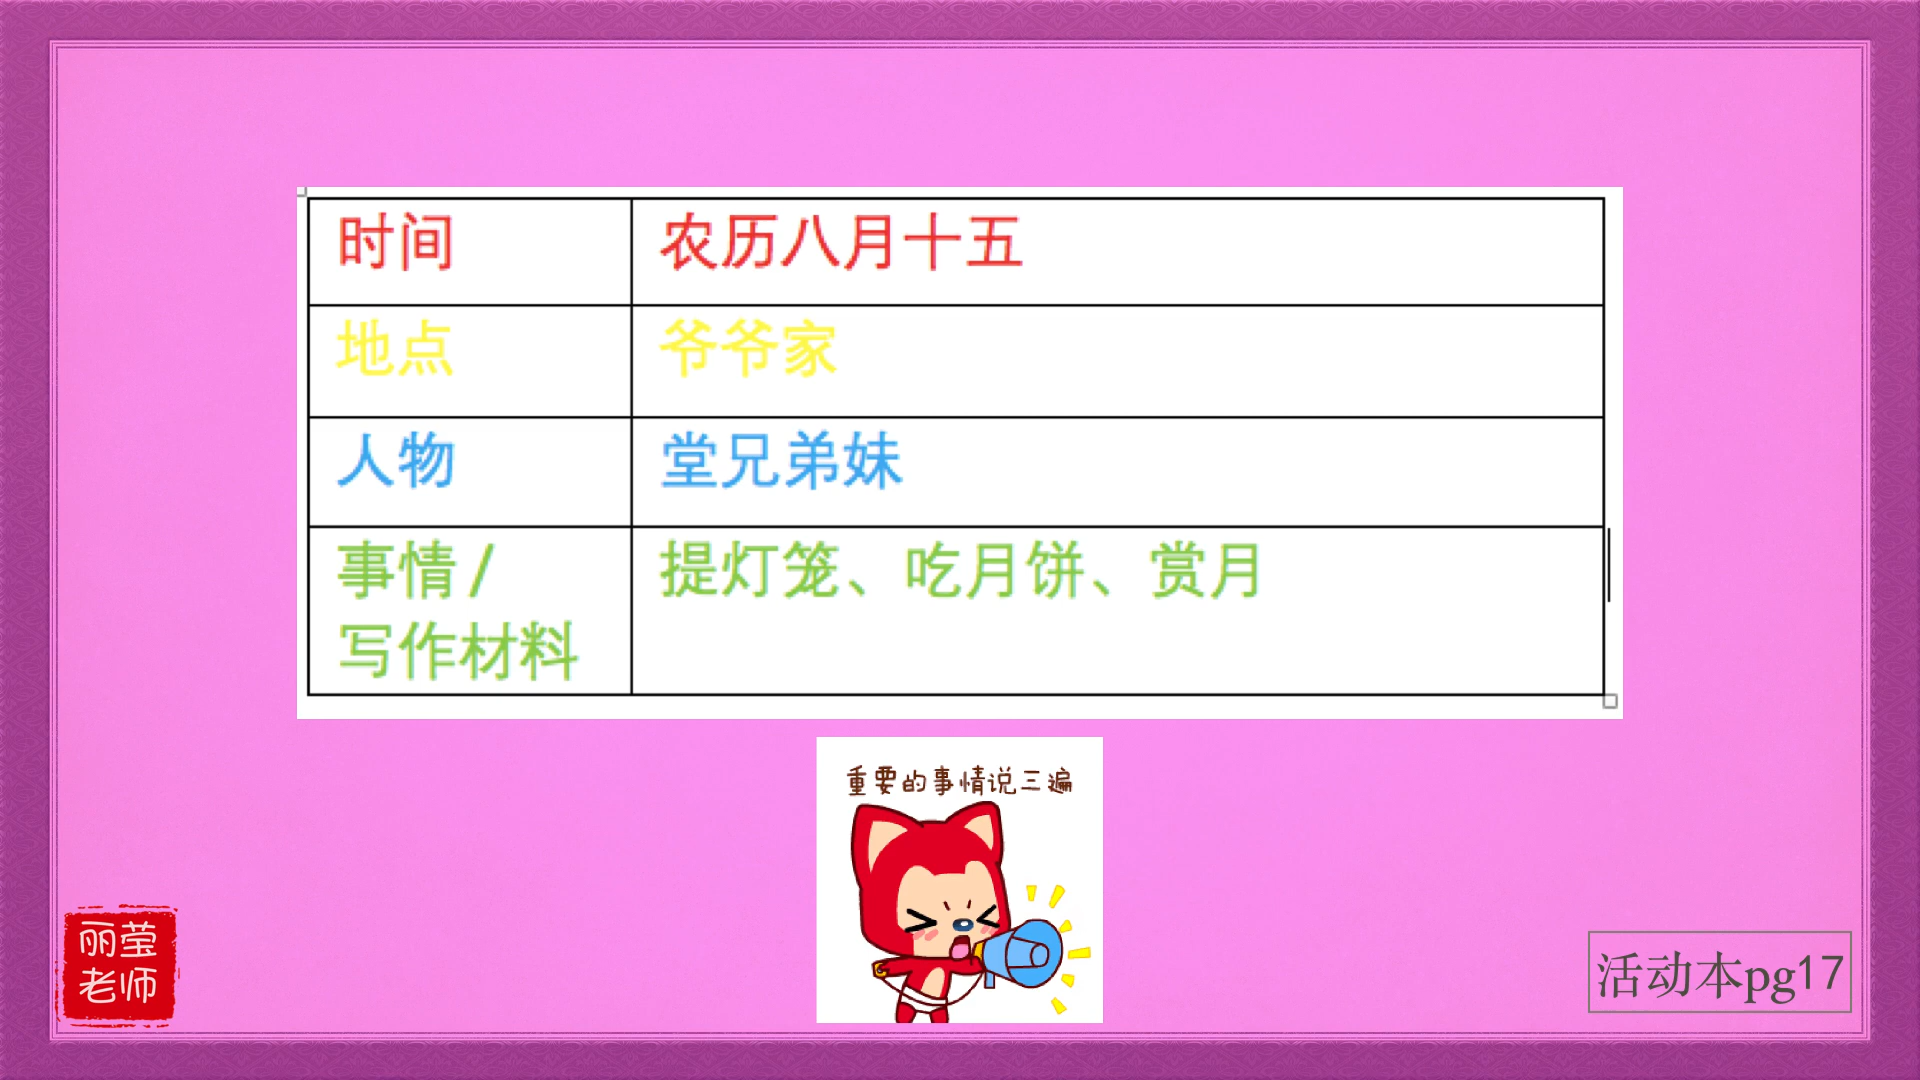 时间
农历八月十五
地点
爷爷家
人物
堂兄弟妹
事情/
写作材料
提灯笼、吃月饼、赏月
重要的事情说三遍
丽莹
老师
活动本pg17